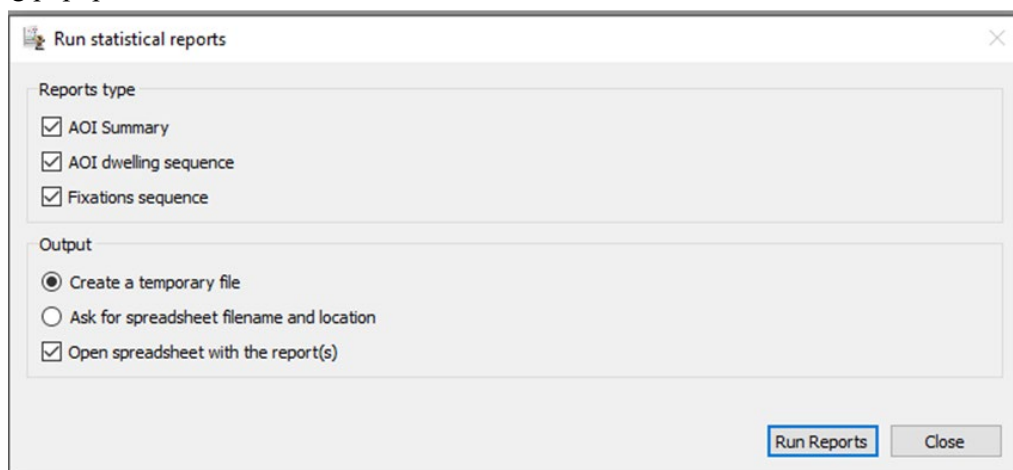 Run statistical reports
Reports type
AOI Summary
AOI dwelling sequence
Fixations sequence
Output
Create a temporary file
Ask for spreadsheet filename and location
Open spreadsheet with the report(s)
Run Reports Close